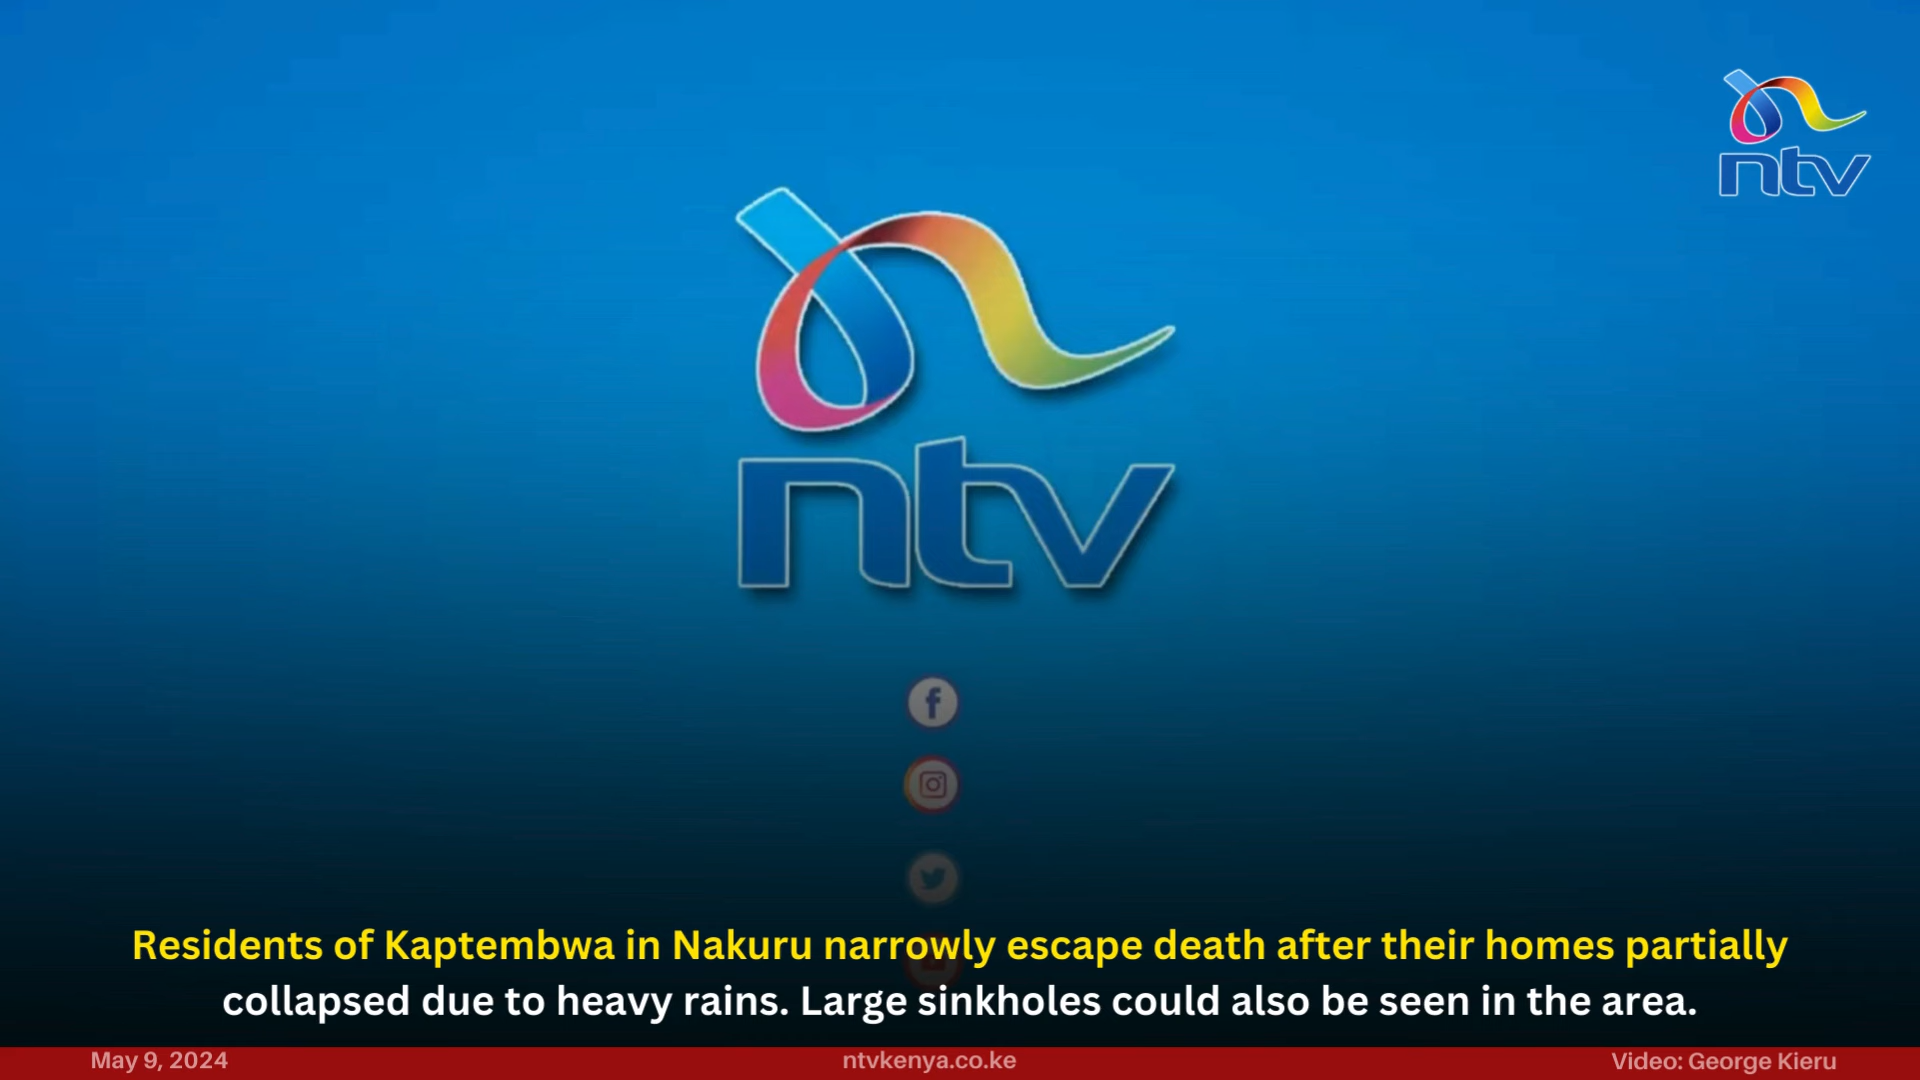 ntv
ntv
Residents of Kaptembwa in Nakuru narrowly escape death after their homes partially
collapsed due to heavy rains. Large sinkholes could also be seen in the area.
May 9, 2024
ntvkenya.co.ke
Video: George Kieru